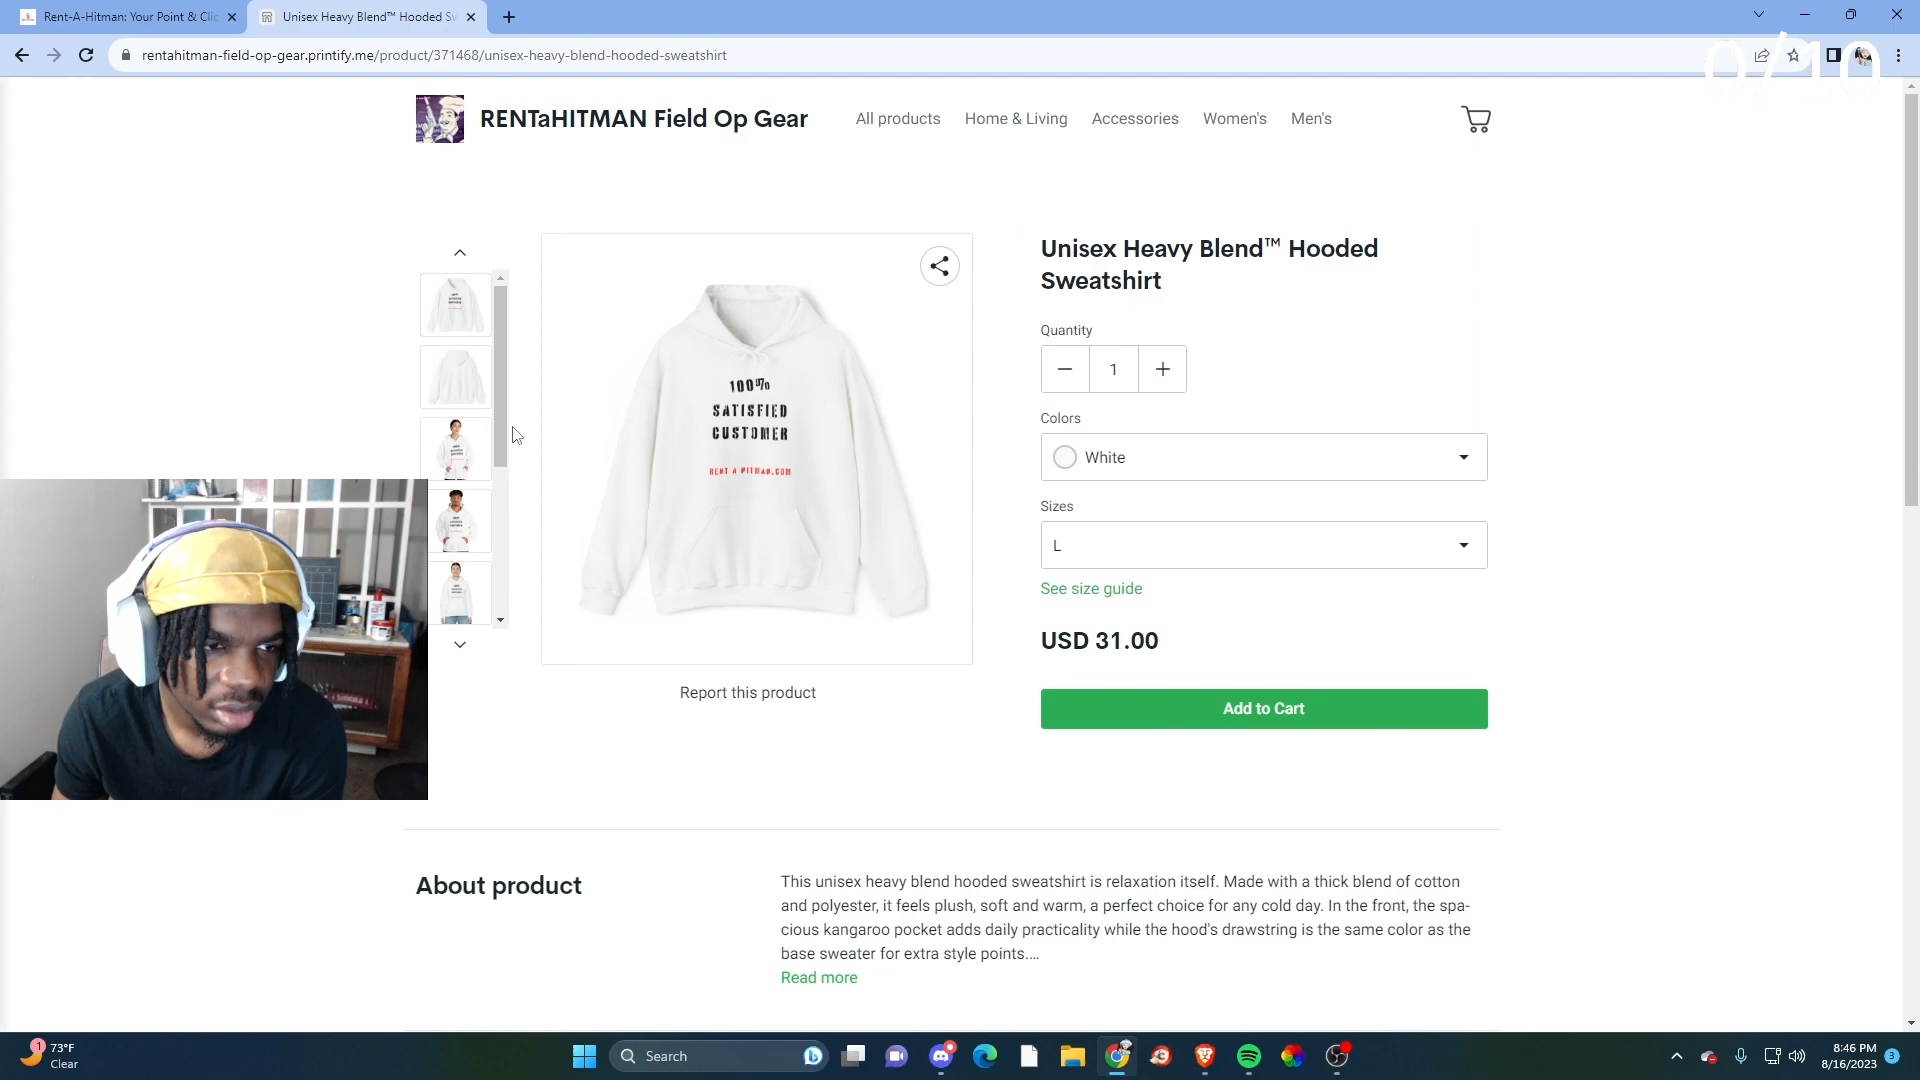 Rent-A-Hitman: Your Point & Clic
Unisex Heavy Blend™ Hooded Sw
rentahitman-field-op-gear.printify.me/product/371468/unisex-heavy-blend-hooded-sweatshirt
0/10
RENTaHITMAN Field Op Gear
All products
Home & Living
Accessories
Women's
Men's
Unisex Heavy Blend™ Hooded
Sweatshirt
Quantity
1
Colors
White
Sizes
L
See size guide
USD 31.00
Add to Cart
100%
SATISFIED
CUSTOMER
RENT A HITMAN.COM
Report this product
About product
This unisex heavy blend hooded sweatshirt is relaxation itself. Made with a thick blend of cotton
and polyester, it feels plush, soft and warm, a perfect choice for any cold day. In the front, the spa-
cious kangaroo pocket adds daily practicality while the hood's drawstring is the same color as the
base sweater for extra style points....
Read more
1
73°F
Clear
Search
8:46 PM
8/16/2023
3